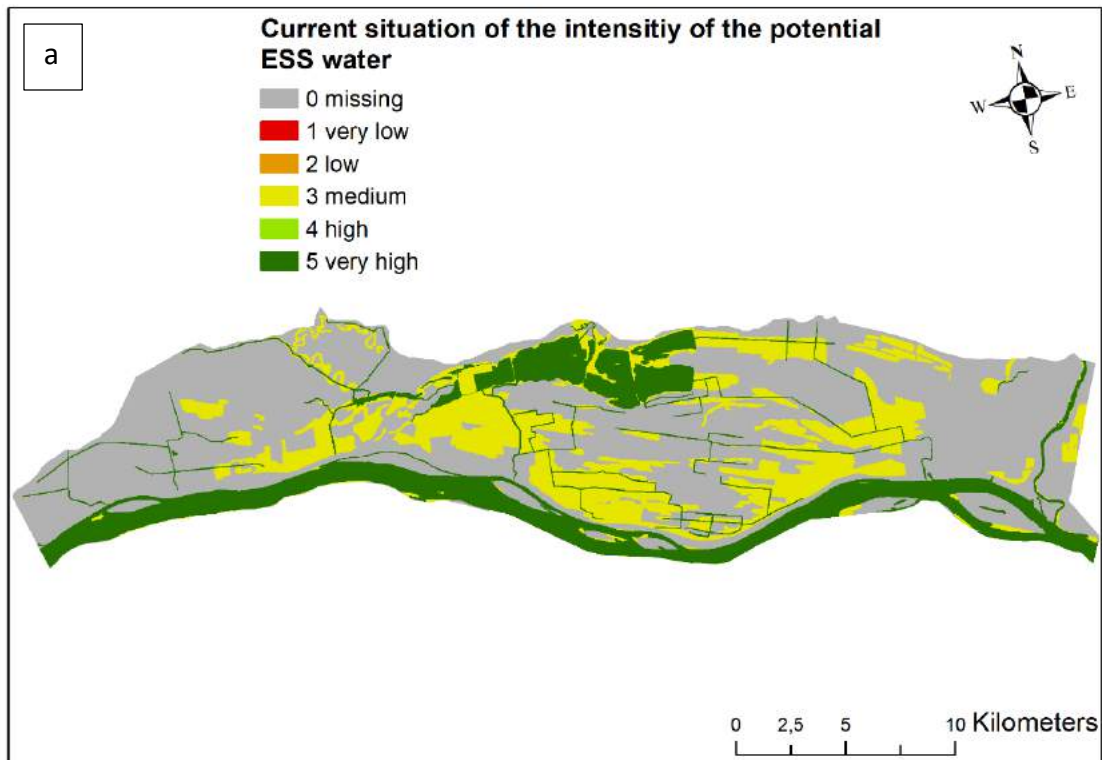 a
Current situation of the intensitiy of the potential
ESS water
0 missing
1 very low
2 low
3 medium
4 high
5 very high
N
W E
S
0 2,5 5 10 Kilometers